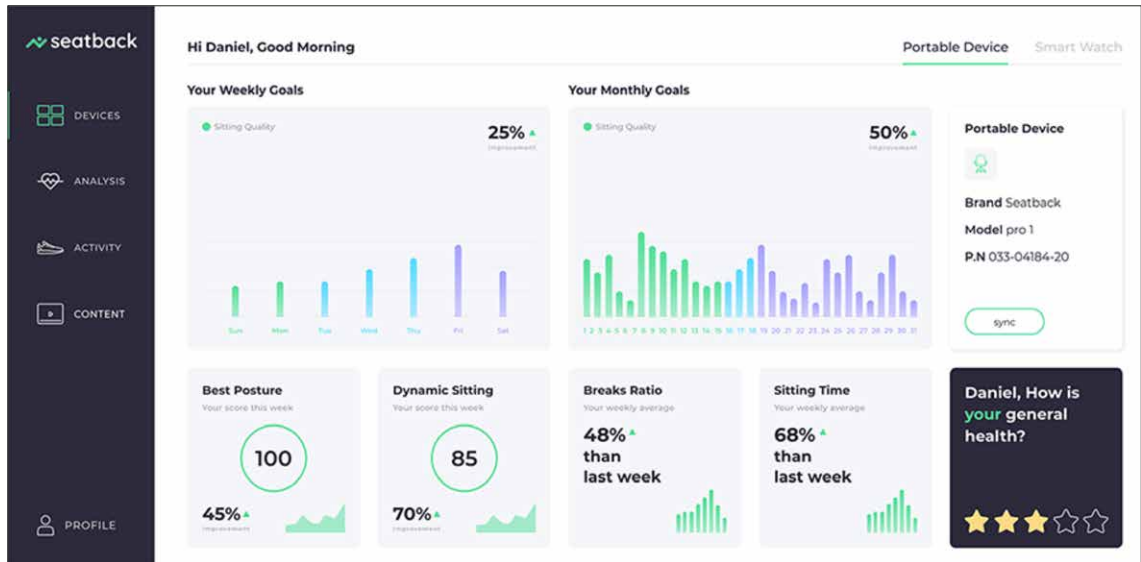 seatback
DEVICES
ANALYSIS
ACTIVITY
CONTENT
PROFILE
Hi Daniel, Good Morning
Portable Device
Smart Watch
Your Weekly Goals
Sitting Quality
25%
improvement
Sun Mon Tue Wed Thu Fri Sat
Your Monthly Goals
Sitting Quality
50%
improvement
1 2 3 4 5 6 7 8 9 10 11 12 13 14 15 16 17 18 19 20 21 22 23 24 25 26 27 28 29 30 31
Portable Device
Brand Seatback
Model pro 1
P.N 033-04184-20
sync
Best Posture
Your score this week
100
45%
improvement
Dynamic Sitting
Your score this week
85
70%
improvement
Breaks Ratio
Your weekly average
48%
than
last week
Sitting Time
Your weekly average
68%
than
last week
Daniel, How is
your general
health?